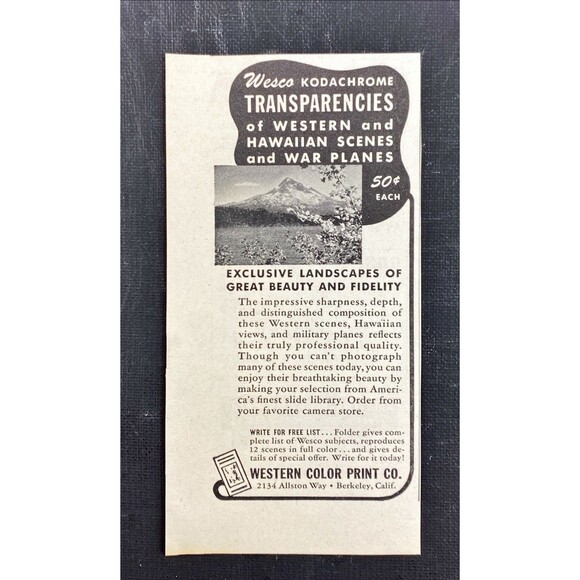 Wesco KODACHROME
TRANSPARENCIES
of WESTERN and
HAWAIIAN SCENES
and WAR PLANES
50¢
EACH
EXCLUSIVE LANDSCAPES OF
GREAT BEAUTY AND FIDELITY
The impressive sharpness, depth,
and distinguished composition of
these Western scenes, Hawaiian
views, and military planes reflects
their truly professional quality.
Though you can't photograph
many of these scenes today, you can
enjoy their breathtaking beauty by
making your selection from Ameri-
ca's finest slide library. Order from
your favorite camera store.
WRITE FOR FREE LIST... Folder gives com-
plete list of Wesco subjects, reproduces
12 scenes in full color... and gives de-
tails of special offer. Write for it today!
WESTERN COLOR PRINT CO.
2134 Allston Way • Berkeley, Calif.